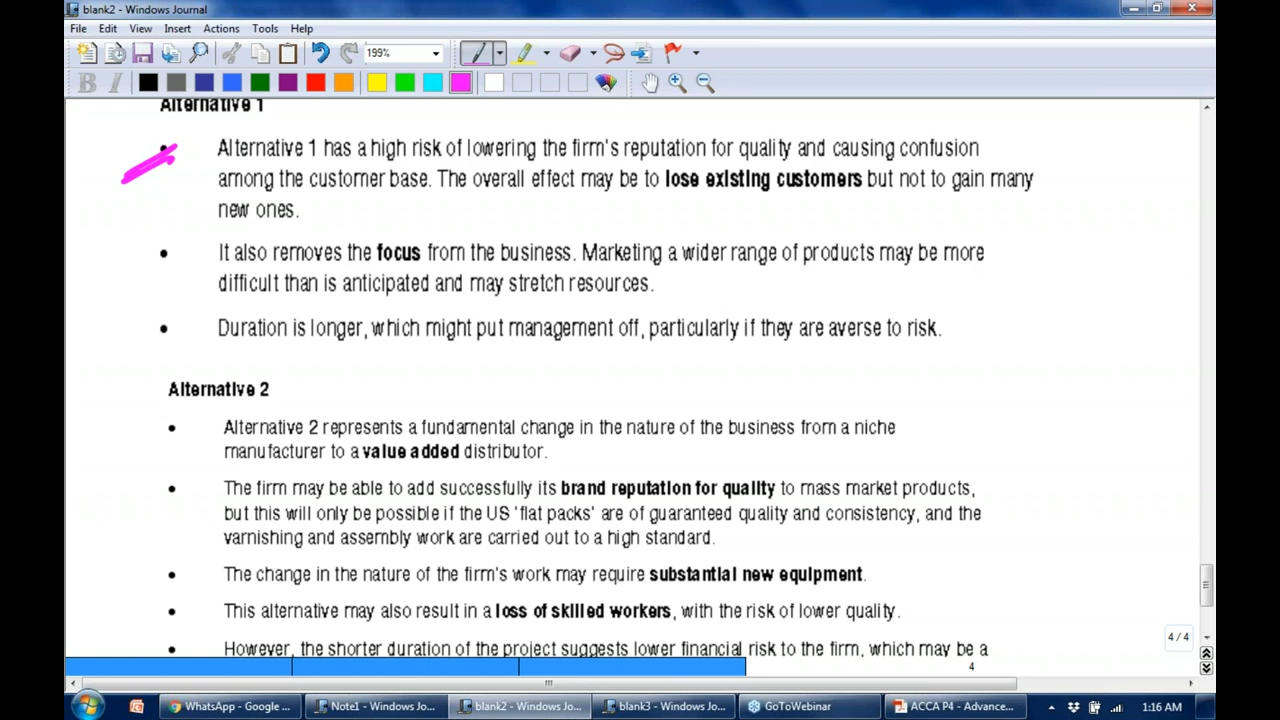 blank2 - Windows Journal
File Edit View Insert Actions Tools Help
199%
B I
Alternative 1
• Alternative 1 has a high risk of lowering the firm's reputation for quality and causing confusion
among the customer base. The overall effect may be to lose existing customers but not to gain many
new ones.
• It also removes the focus from the business. Marketing a wider range of products may be more
difficult than is anticipated and may stretch resources.
• Duration is longer, which might put management off, particularly if they are averse to risk.
Alternative 2
• Alternative 2 represents a fundamental change in the nature of the business from a niche
manufacturer to a value added distributor.
• The firm may be able to add successfully its brand reputation for quality to mass market products,
but this will only be possible if the US 'flat packs' are of guaranteed quality and consistency, and the
varnishing and assembly work are carried out to a high standard.
• The change in the nature of the firm's work may require substantial new equipment.
• This alternative may also result in a loss of skilled workers, with the risk of lower quality.
• However, the shorter duration of the project suggests lower financial risk to the firm, which may be a
4 / 4
4
WhatsApp - Google ... Note1 - Windows Jo... blank2 - Windows Jo... blank3 - Windows Jo... GoToWebinar ACCA P4 - Advance... 1:16 AM